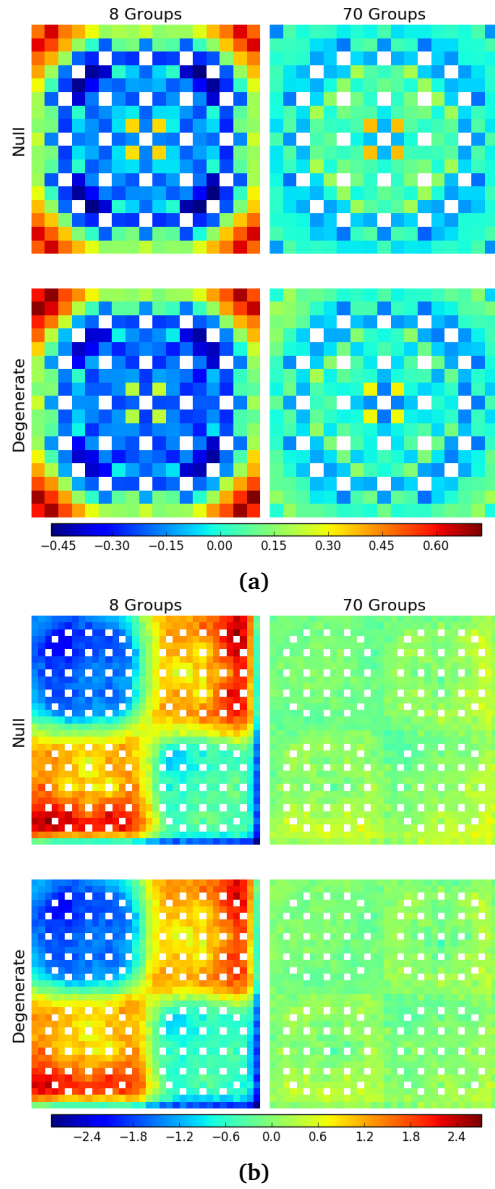 8 Groups 70 Groups
Null
Degenerate
−0.45 −0.30 −0.15 0.00 0.15 0.30 0.45 0.60
(a)
8 Groups 70 Groups
Null
Degenerate
−2.4 −1.8 −1.2 −0.6 0.0 0.6 1.2 1.8 2.4
(b)